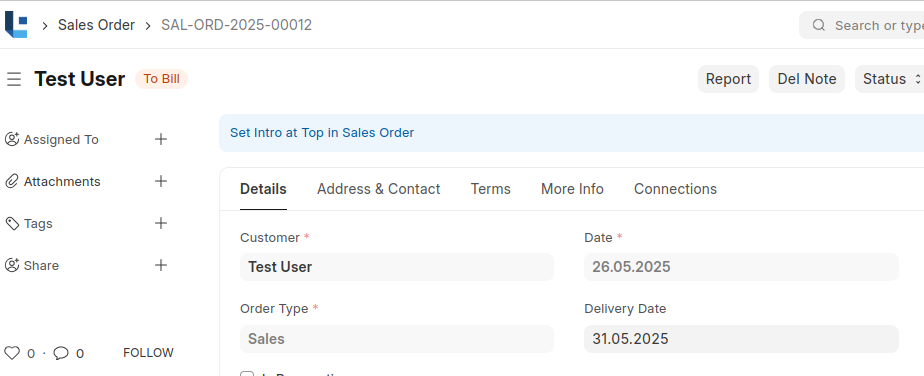 Sales Order SAL-ORD-2025-00012
Search or type
Test User To Bill Report Del Note Status
Assigned To
Attachments
Tags
Share
0 · 0 FOLLOW
Set Intro at Top in Sales Order
Details Address & Contact Terms More Info Connections
Customer *
Test User
Date *
26.05.2025
Order Type *
Sales
Delivery Date
31.05.2025